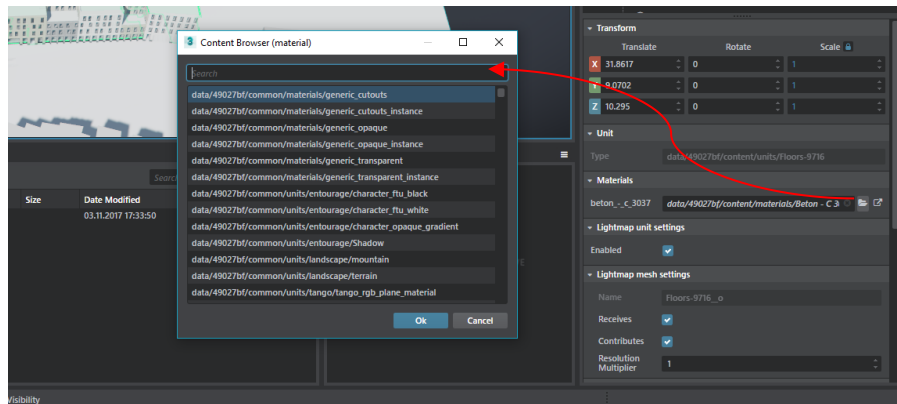 3 Content Browser (material)
Search
data/49027bf/common/materials/generic_cutouts
data/49027bf/common/materials/generic_cutouts_instance
data/49027bf/common/materials/generic_opaque
data/49027bf/common/materials/generic_opaque_instance
data/49027bf/common/materials/generic_transparent
data/49027bf/common/materials/generic_transparent_instance
data/49027bf/common/units/entourage/character_ftu_black
data/49027bf/common/units/entourage/character_ftu_white
data/49027bf/common/units/entourage/character_opaque_gradient
data/49027bf/common/units/entourage/Shadow
data/49027bf/common/units/landscape/mountain
data/49027bf/common/units/landscape/terrain
data/49027bf/common/units/tango/tango_rgb_plane_material
Ok Cancel
Search
Size Date Modified
03.11.2017 17:33:50
Visibility
Transform
Translate Rotate Scale
X 31.8617 0 1
Y 9.0702 0 1
Z 10.295 0 1
Unit
Type data/49027bf/content/units/Floors-9716
Materials
beton_-_c_3037 data/49027bf/content/materials/Beton - C 3
Lightmap unit settings
Enabled
Lightmap mesh settings
Name Floors-9716_o
Receives
Contributes
Resolution
Multiplier 1